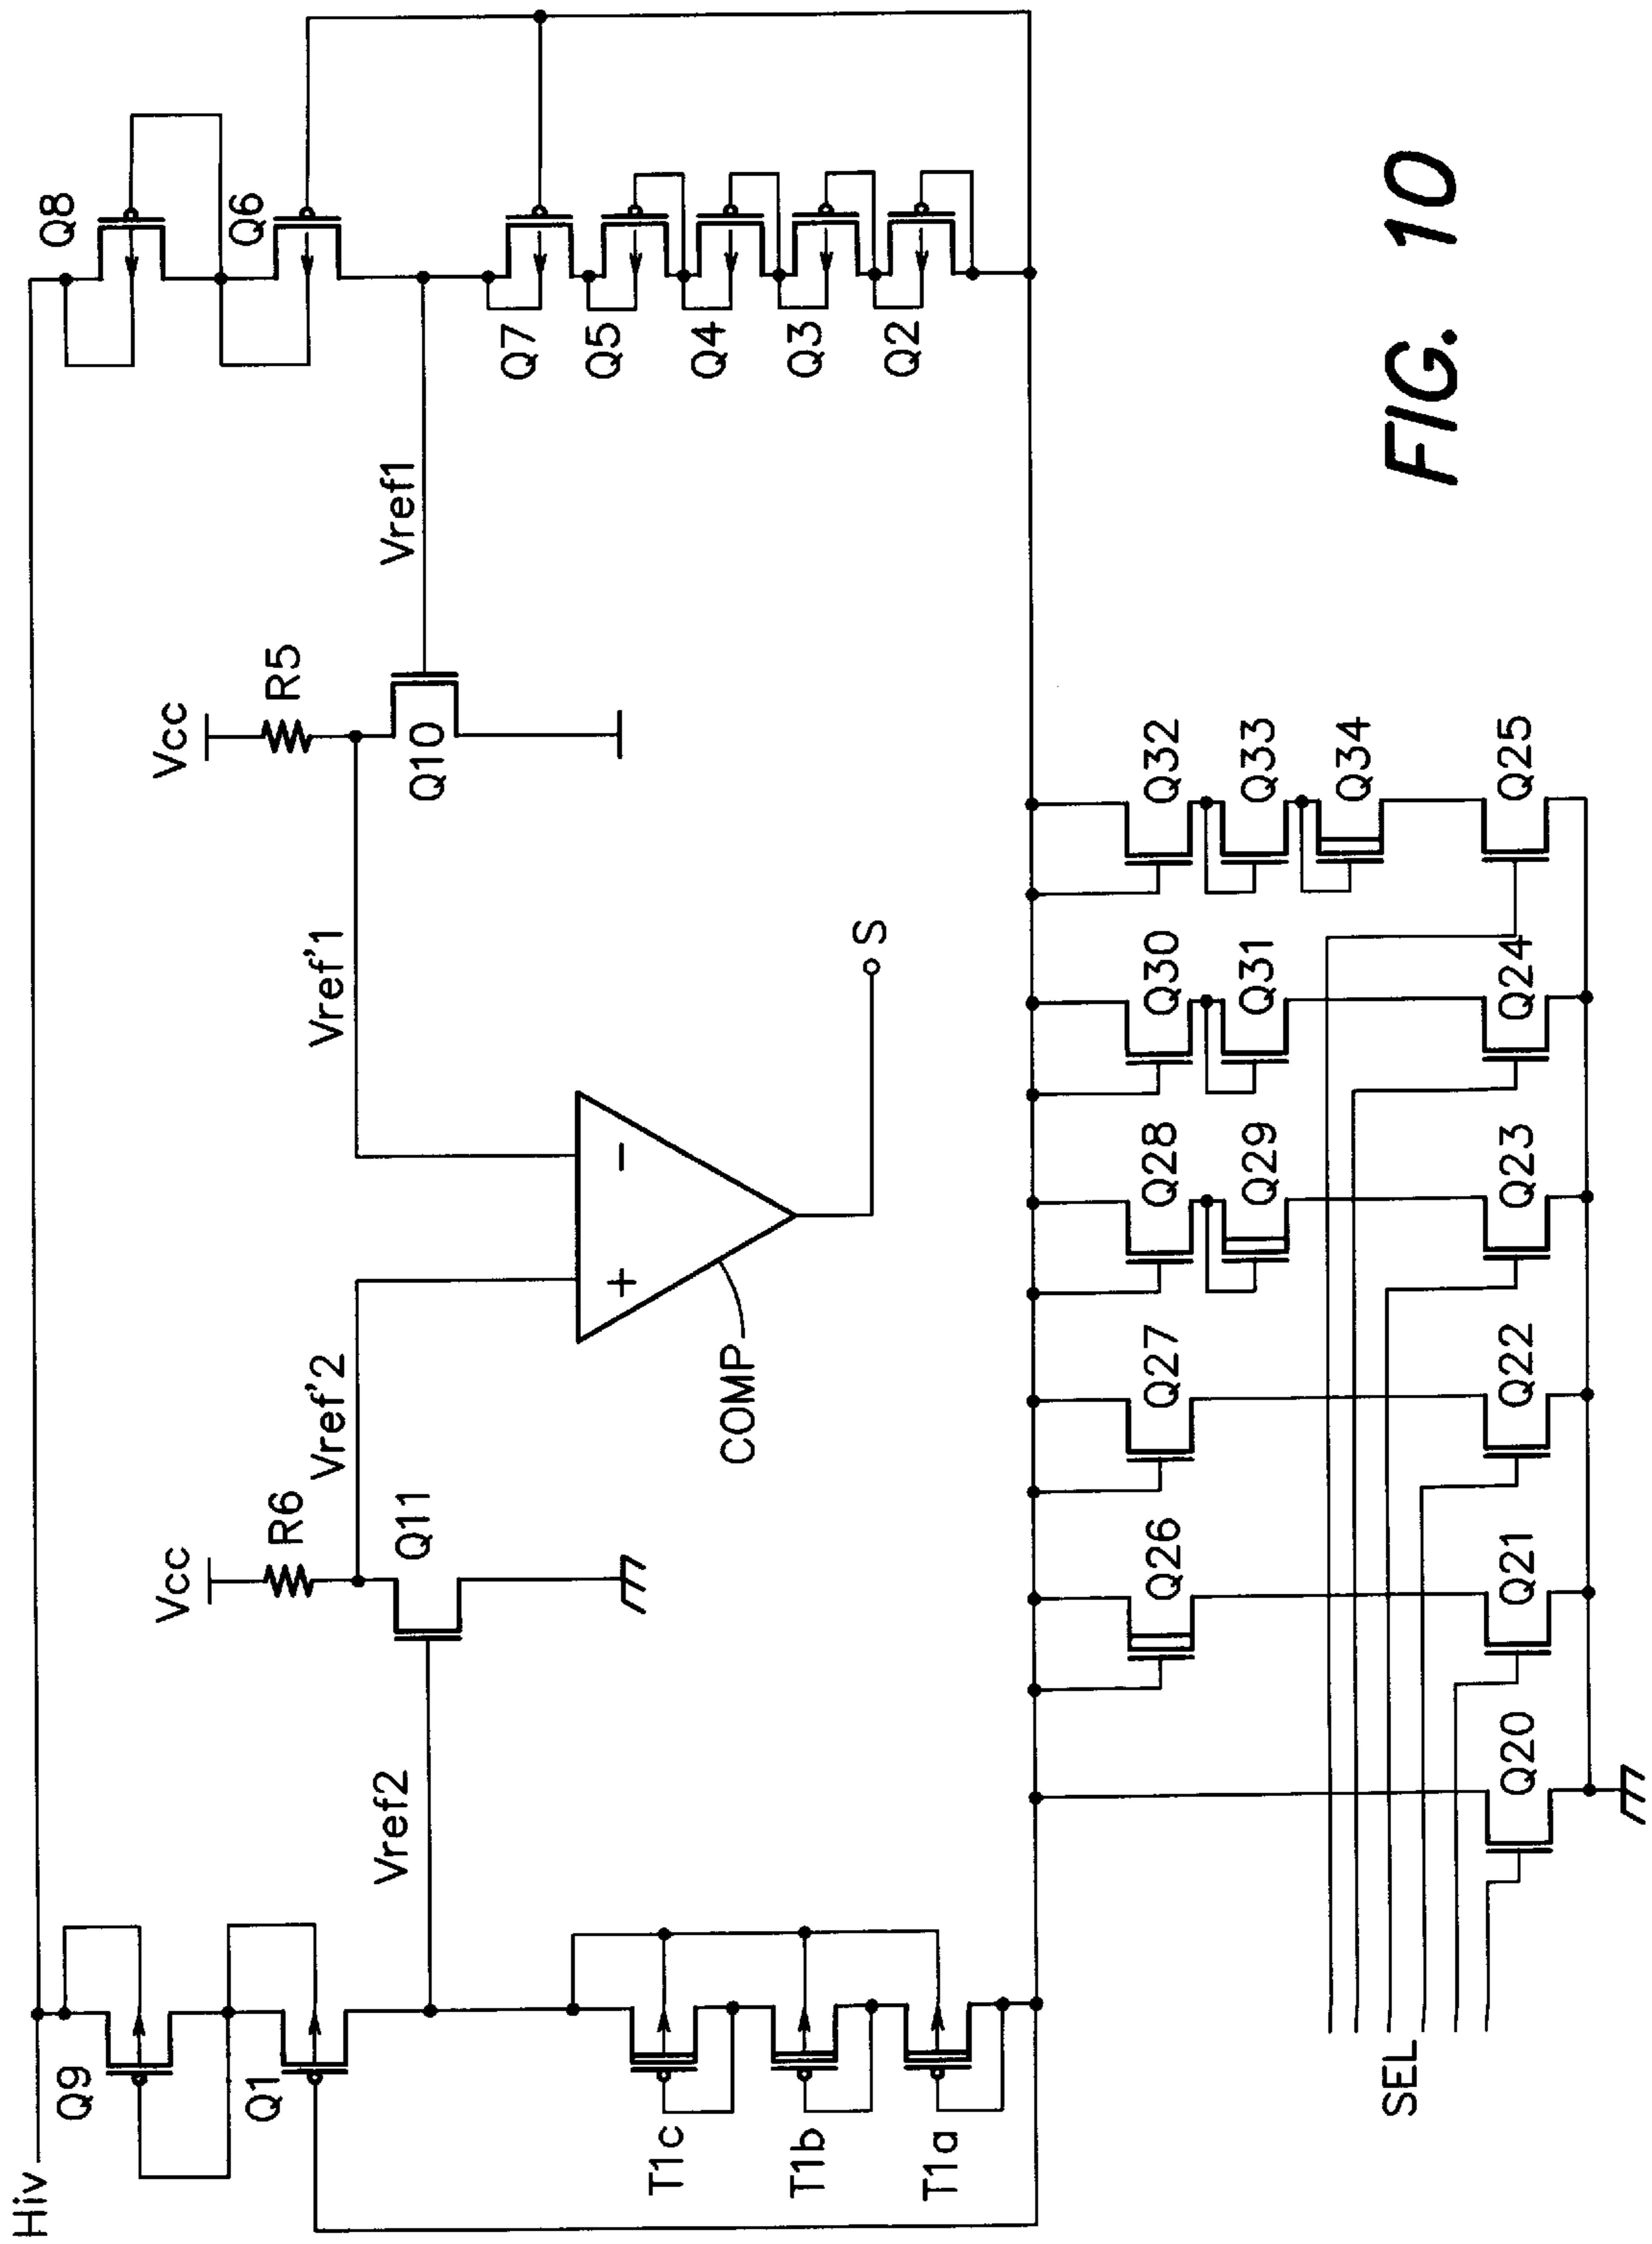 Hiv
Q9
Q1
T1c
T1b
T1a
Vref2
Vcc
R6
Q11
Vref'2
+
−
COMP
S
Vref'1
Vcc
R5
Q10
Vref1
Q8
Q6
Q7
Q5
Q4
Q3
Q2
Q26
Q27
Q28
Q29
Q30
Q31
Q32
Q33
Q34
Q20
Q21
Q22
Q23
Q24
Q25
SEL
FIG. 10